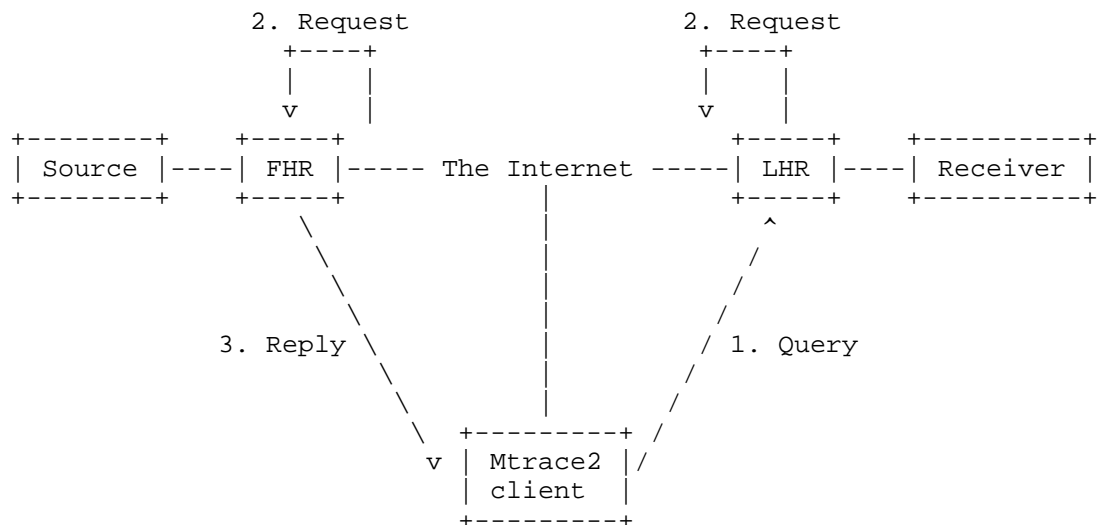 2. Request 2. Request
Source FHR The Internet LHR Receiver
3. Reply 1. Query
v Mtrace2
client